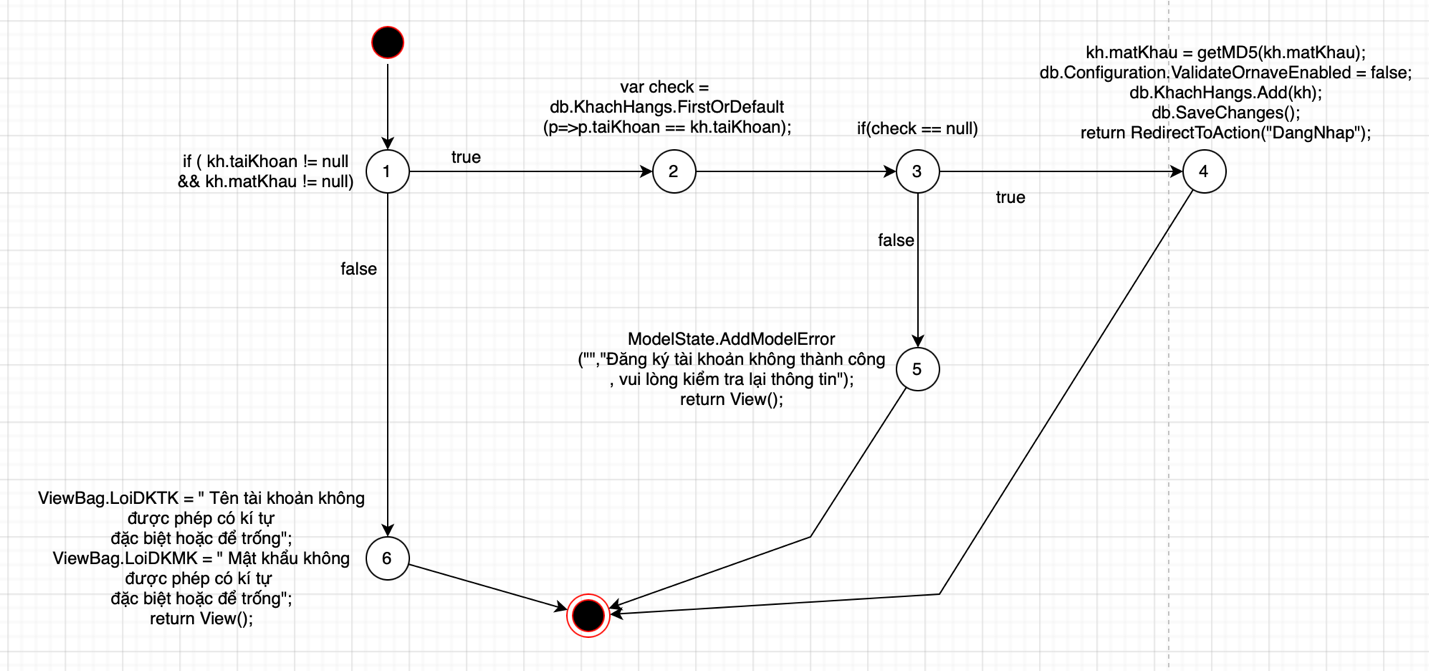 kh.matKhau = getMD5(kh.matKhau);
db.Configuration.ValidateOrnaveEnabled = false;
db.KhachHangs.Add(kh);
db.SaveChanges();
return RedirectToAction("DangNhap");
var check =
db.KhachHangs.FirstOrDefault
(p=>p.taiKhoan == kh.taiKhoan);
if(check == null)
if ( kh.taiKhoan != null
&& kh.matKhau != null)
1
true
2
3
true
4
false
false
ModelState.AddModelError
("","Đăng ký tài khoản không thành công
, vui lòng kiểm tra lại thông tin");
return View();
5
ViewBag.LoiDKTK = " Tên tài khoản không
được phép có kí tự
đặc biệt hoặc để trống";
ViewBag.LoiDKMK = " Mật khẩu không
được phép có kí tự
đặc biệt hoặc để trống";
return View();
6